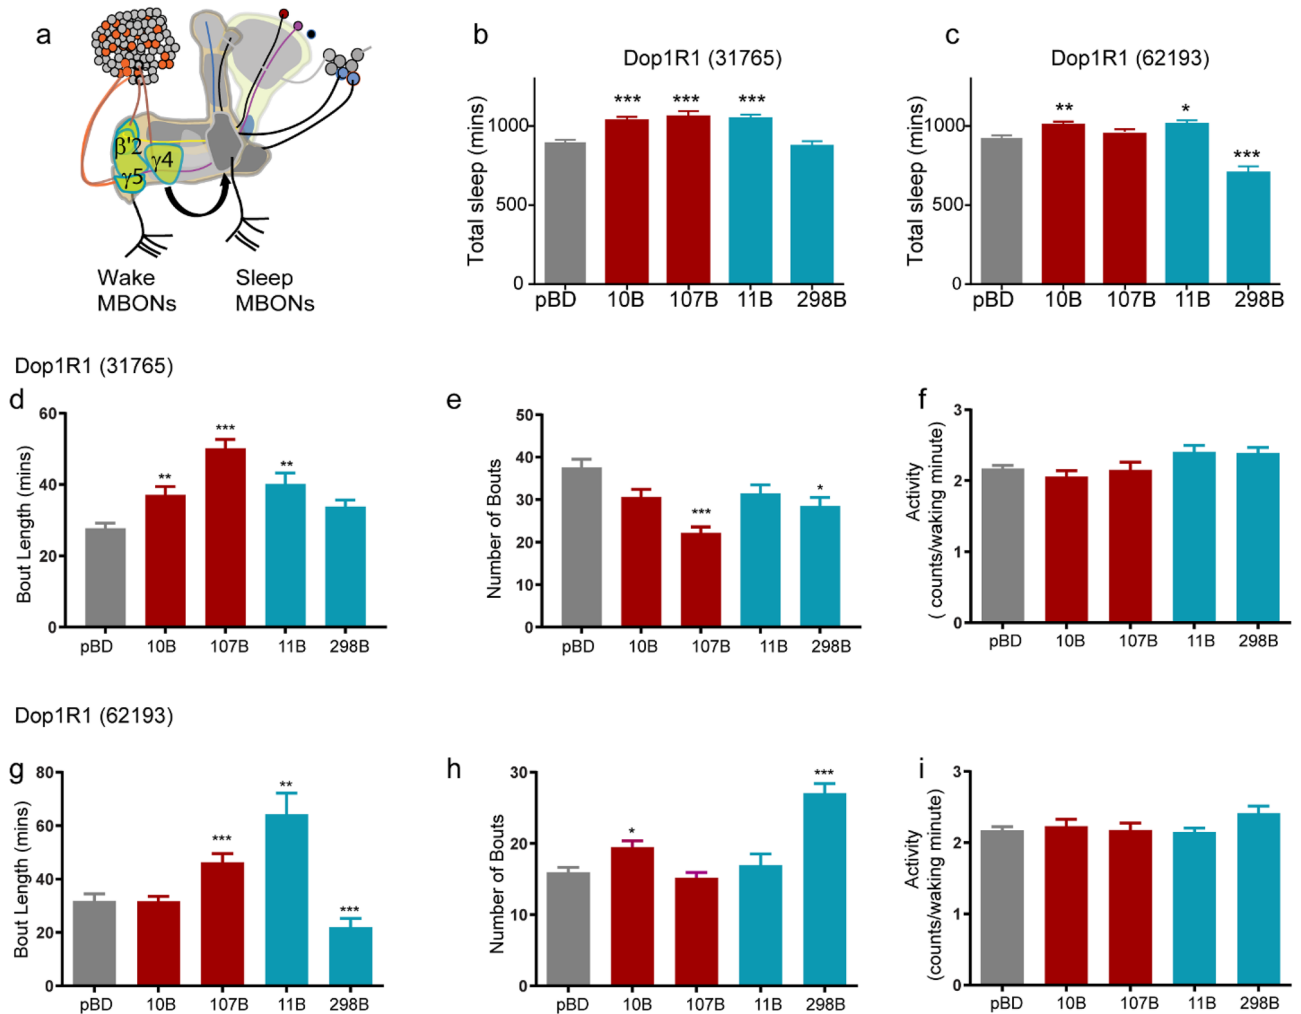 a
β'2
γ4
γ5
Wake
MBONs
Sleep
MBONs
b
Dop1R1 (31765)
Total sleep (mins)
1000
500
0
***
***
***
pBD
10B
107B
11B
298B
c
Dop1R1 (62193)
Total sleep (mins)
1000
500
0
**
*
***
pBD
10B
107B
11B
298B
Dop1R1 (31765)
d
Bout Length (mins)
60
40
20
0
**
***
**
pBD
10B
107B
11B
298B
e
Number of Bouts
50
40
30
20
10
0
***
*
pBD
10B
107B
11B
298B
f
Activity
( counts/waking minute)
3
2
1
0
pBD
10B
107B
11B
298B
Dop1R1 (62193)
g
Bout Length (mins)
80
60
40
20
0
***
**
***
pBD
10B
107B
11B
298B
h
Number of Bouts
30
20
10
0
*
***
pBD
10B
107B
11B
298B
i
Activity
(counts/waking minute)
3
2
1
0
pBD
10B
107B
11B
298B